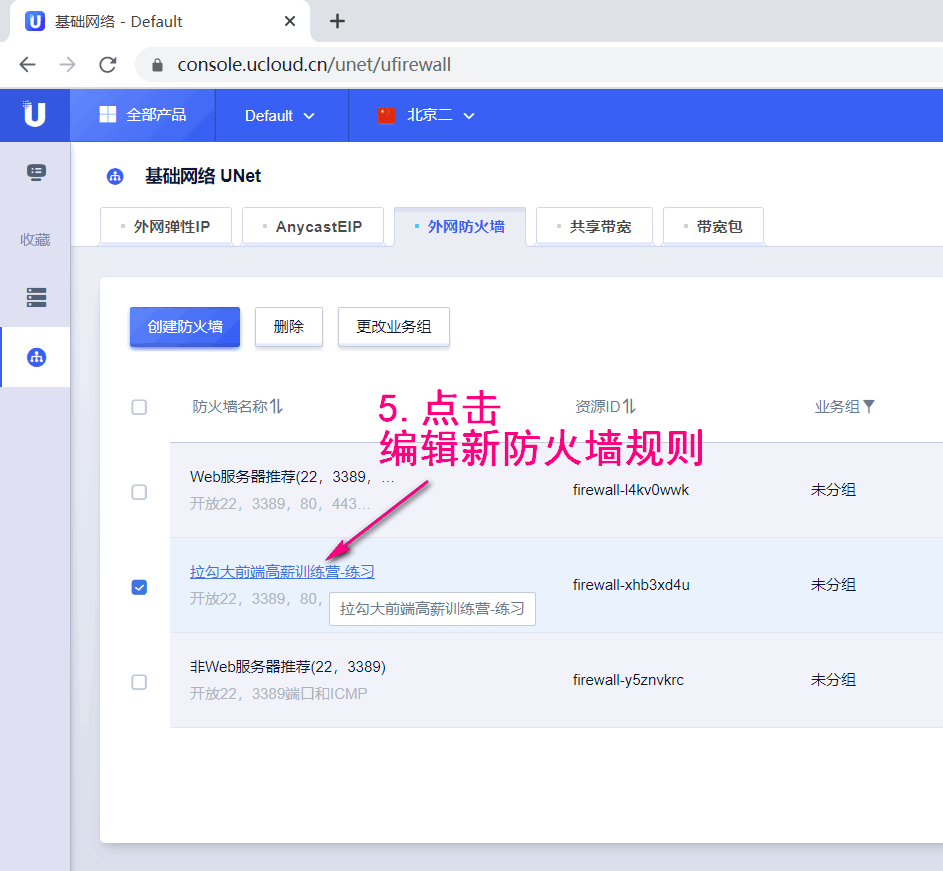 基础网络 - Default
console.ucloud.cn/unet/ufirewall
全部产品 Default 北京二
基础网络 UNet
收藏
外网弹性IP AnycastEIP 外网防火墙 共享带宽 带宽包
创建防火墙 删除 更改业务组
防火墙名称 资源ID 业务组
5. 点击
编辑新防火墙规则
Web服务器推荐(22，3389，... firewall-l4kv0wwk 未分组
开放22，3389，80，443...
拉勾大前端高薪训练营-练习 firewall-xhb3xd4u 未分组
开放22，3389，80，
拉勾大前端高薪训练营-练习
非Web服务器推荐(22，3389) firewall-y5znvkrc 未分组
开放22，3389端口和ICMP